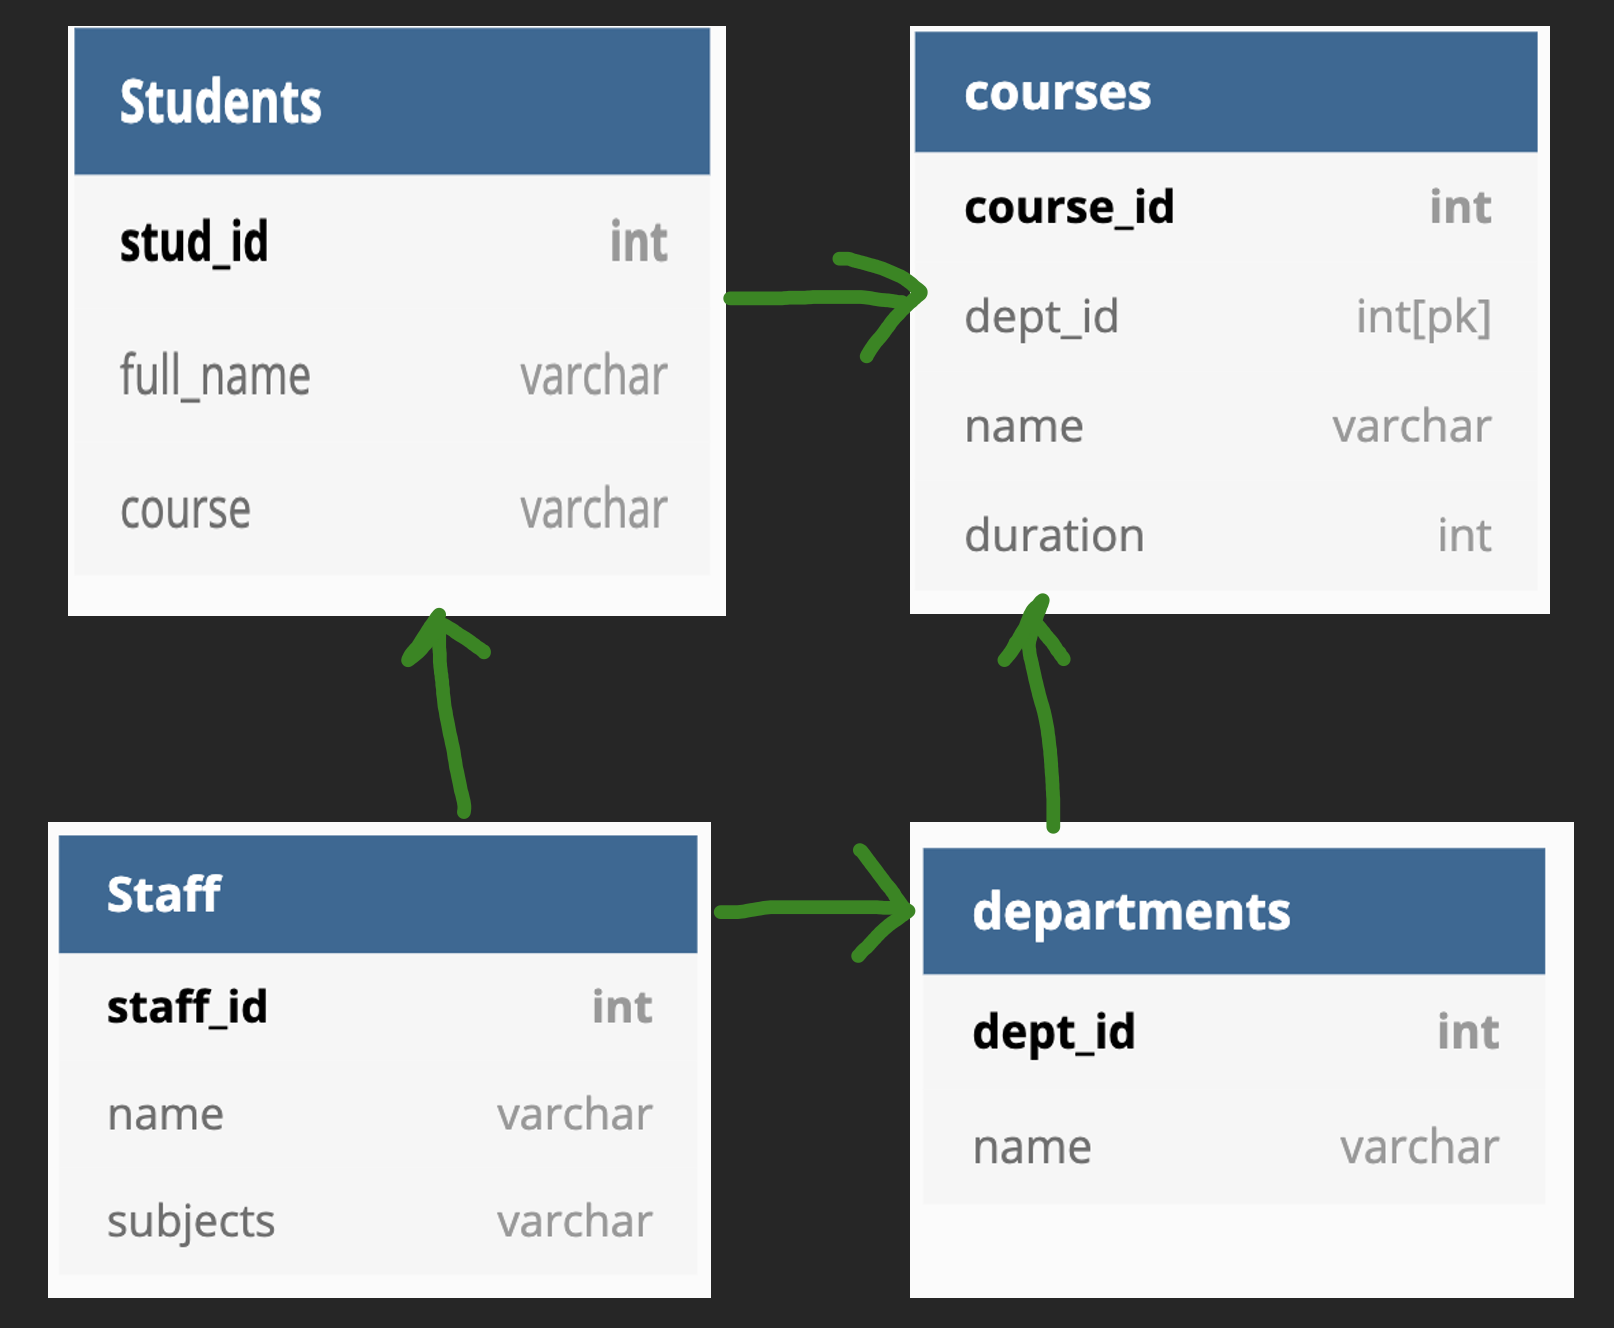 Students
stud_id int
full_name varchar
course varchar
courses
course_id int
dept_id int[pk]
name varchar
duration int
Staff
staff_id int
name varchar
subjects varchar
departments
dept_id int
name varchar